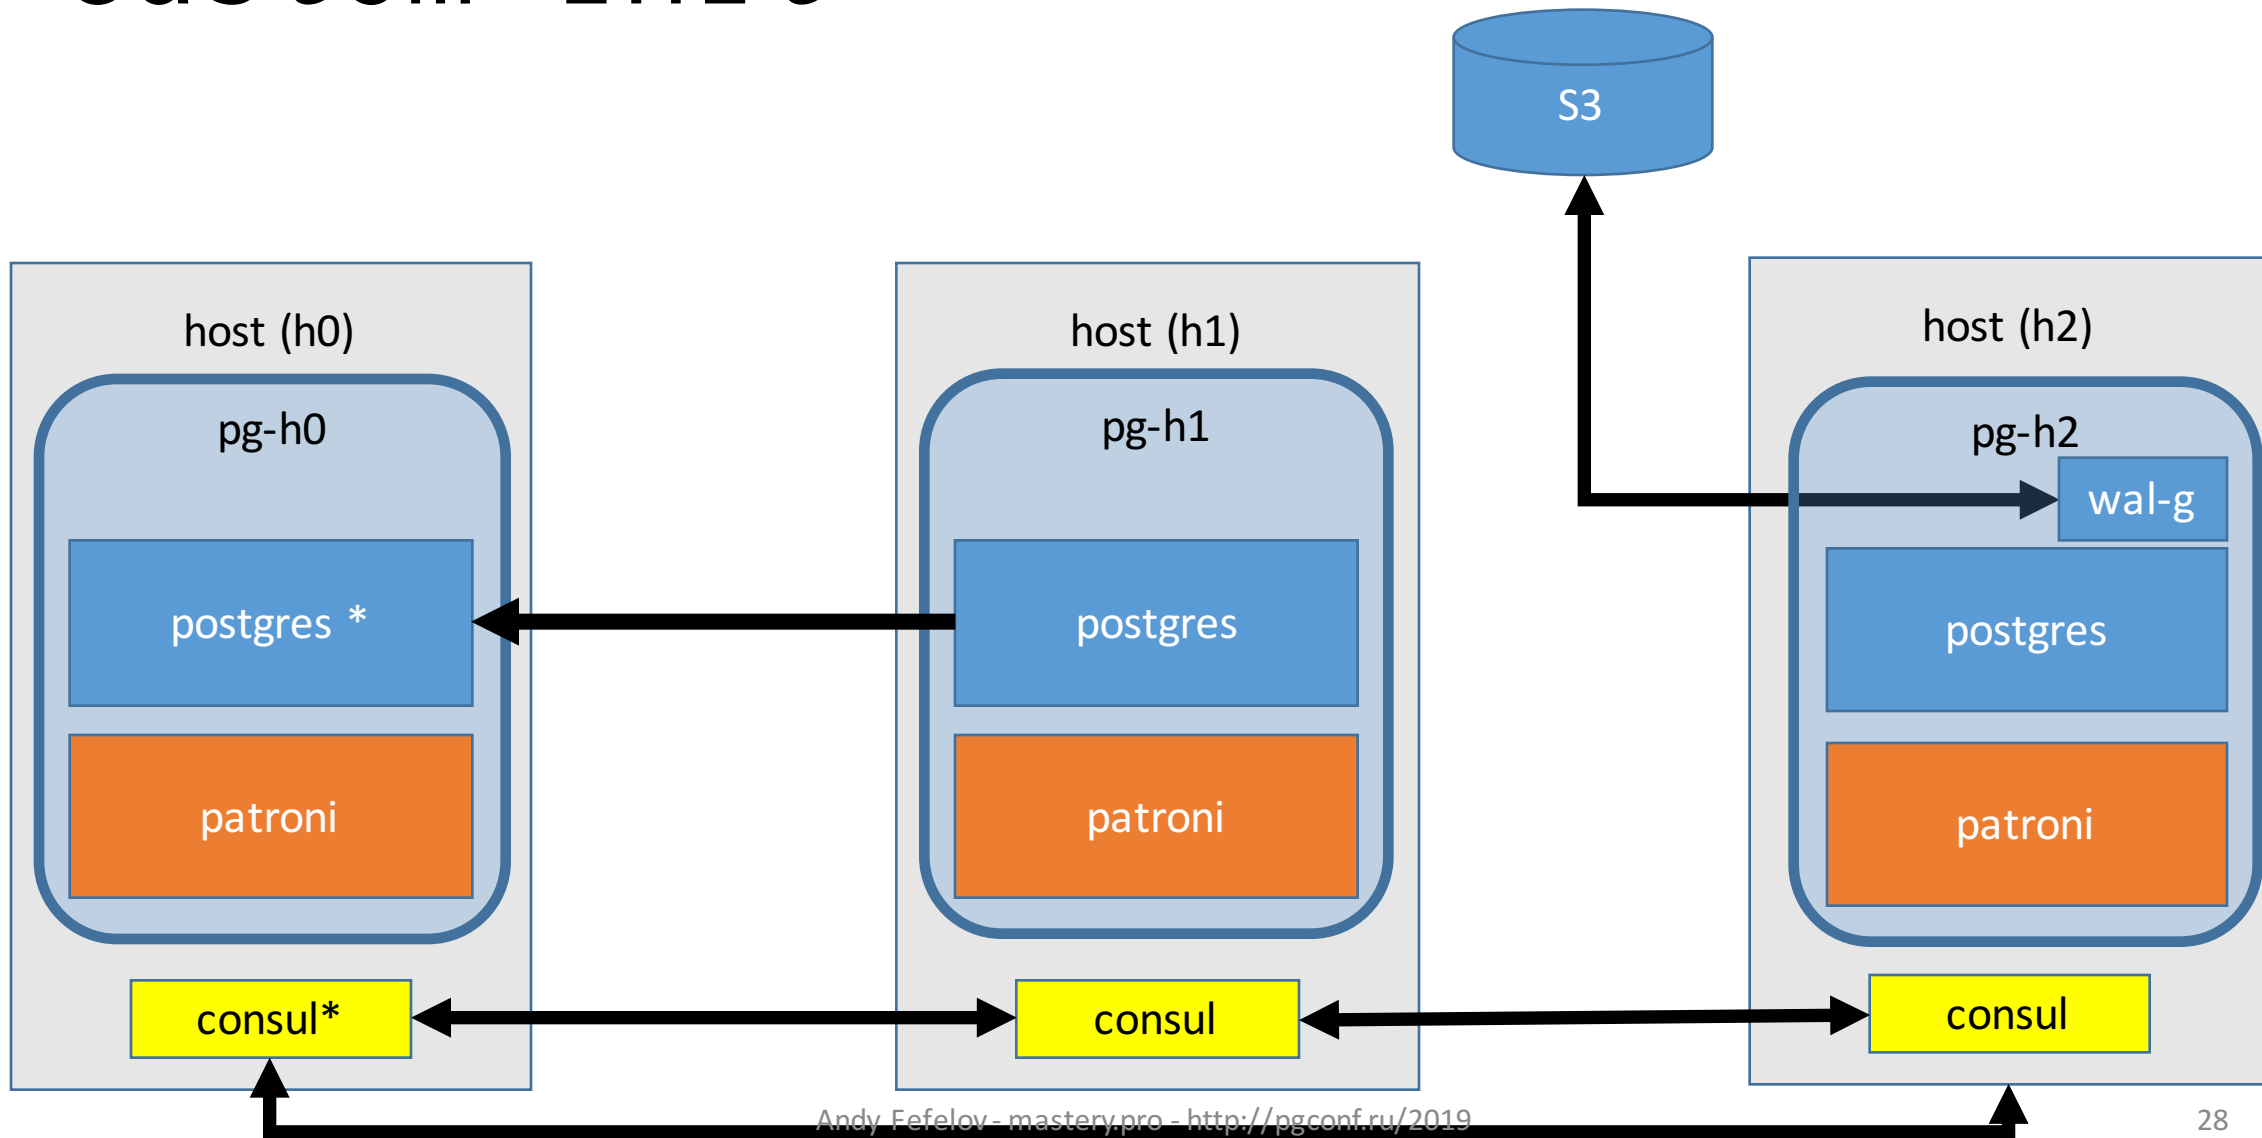 S3
host (h0)
host (h1)
host (h2)
pg-h0
pg-h1
pg-h2
wal-g
postgres *
postgres
postgres
patroni
patroni
patroni
consul*
consul
consul
Andy Fefelov - mastery.pro - http://pgconf.ru/2019
28